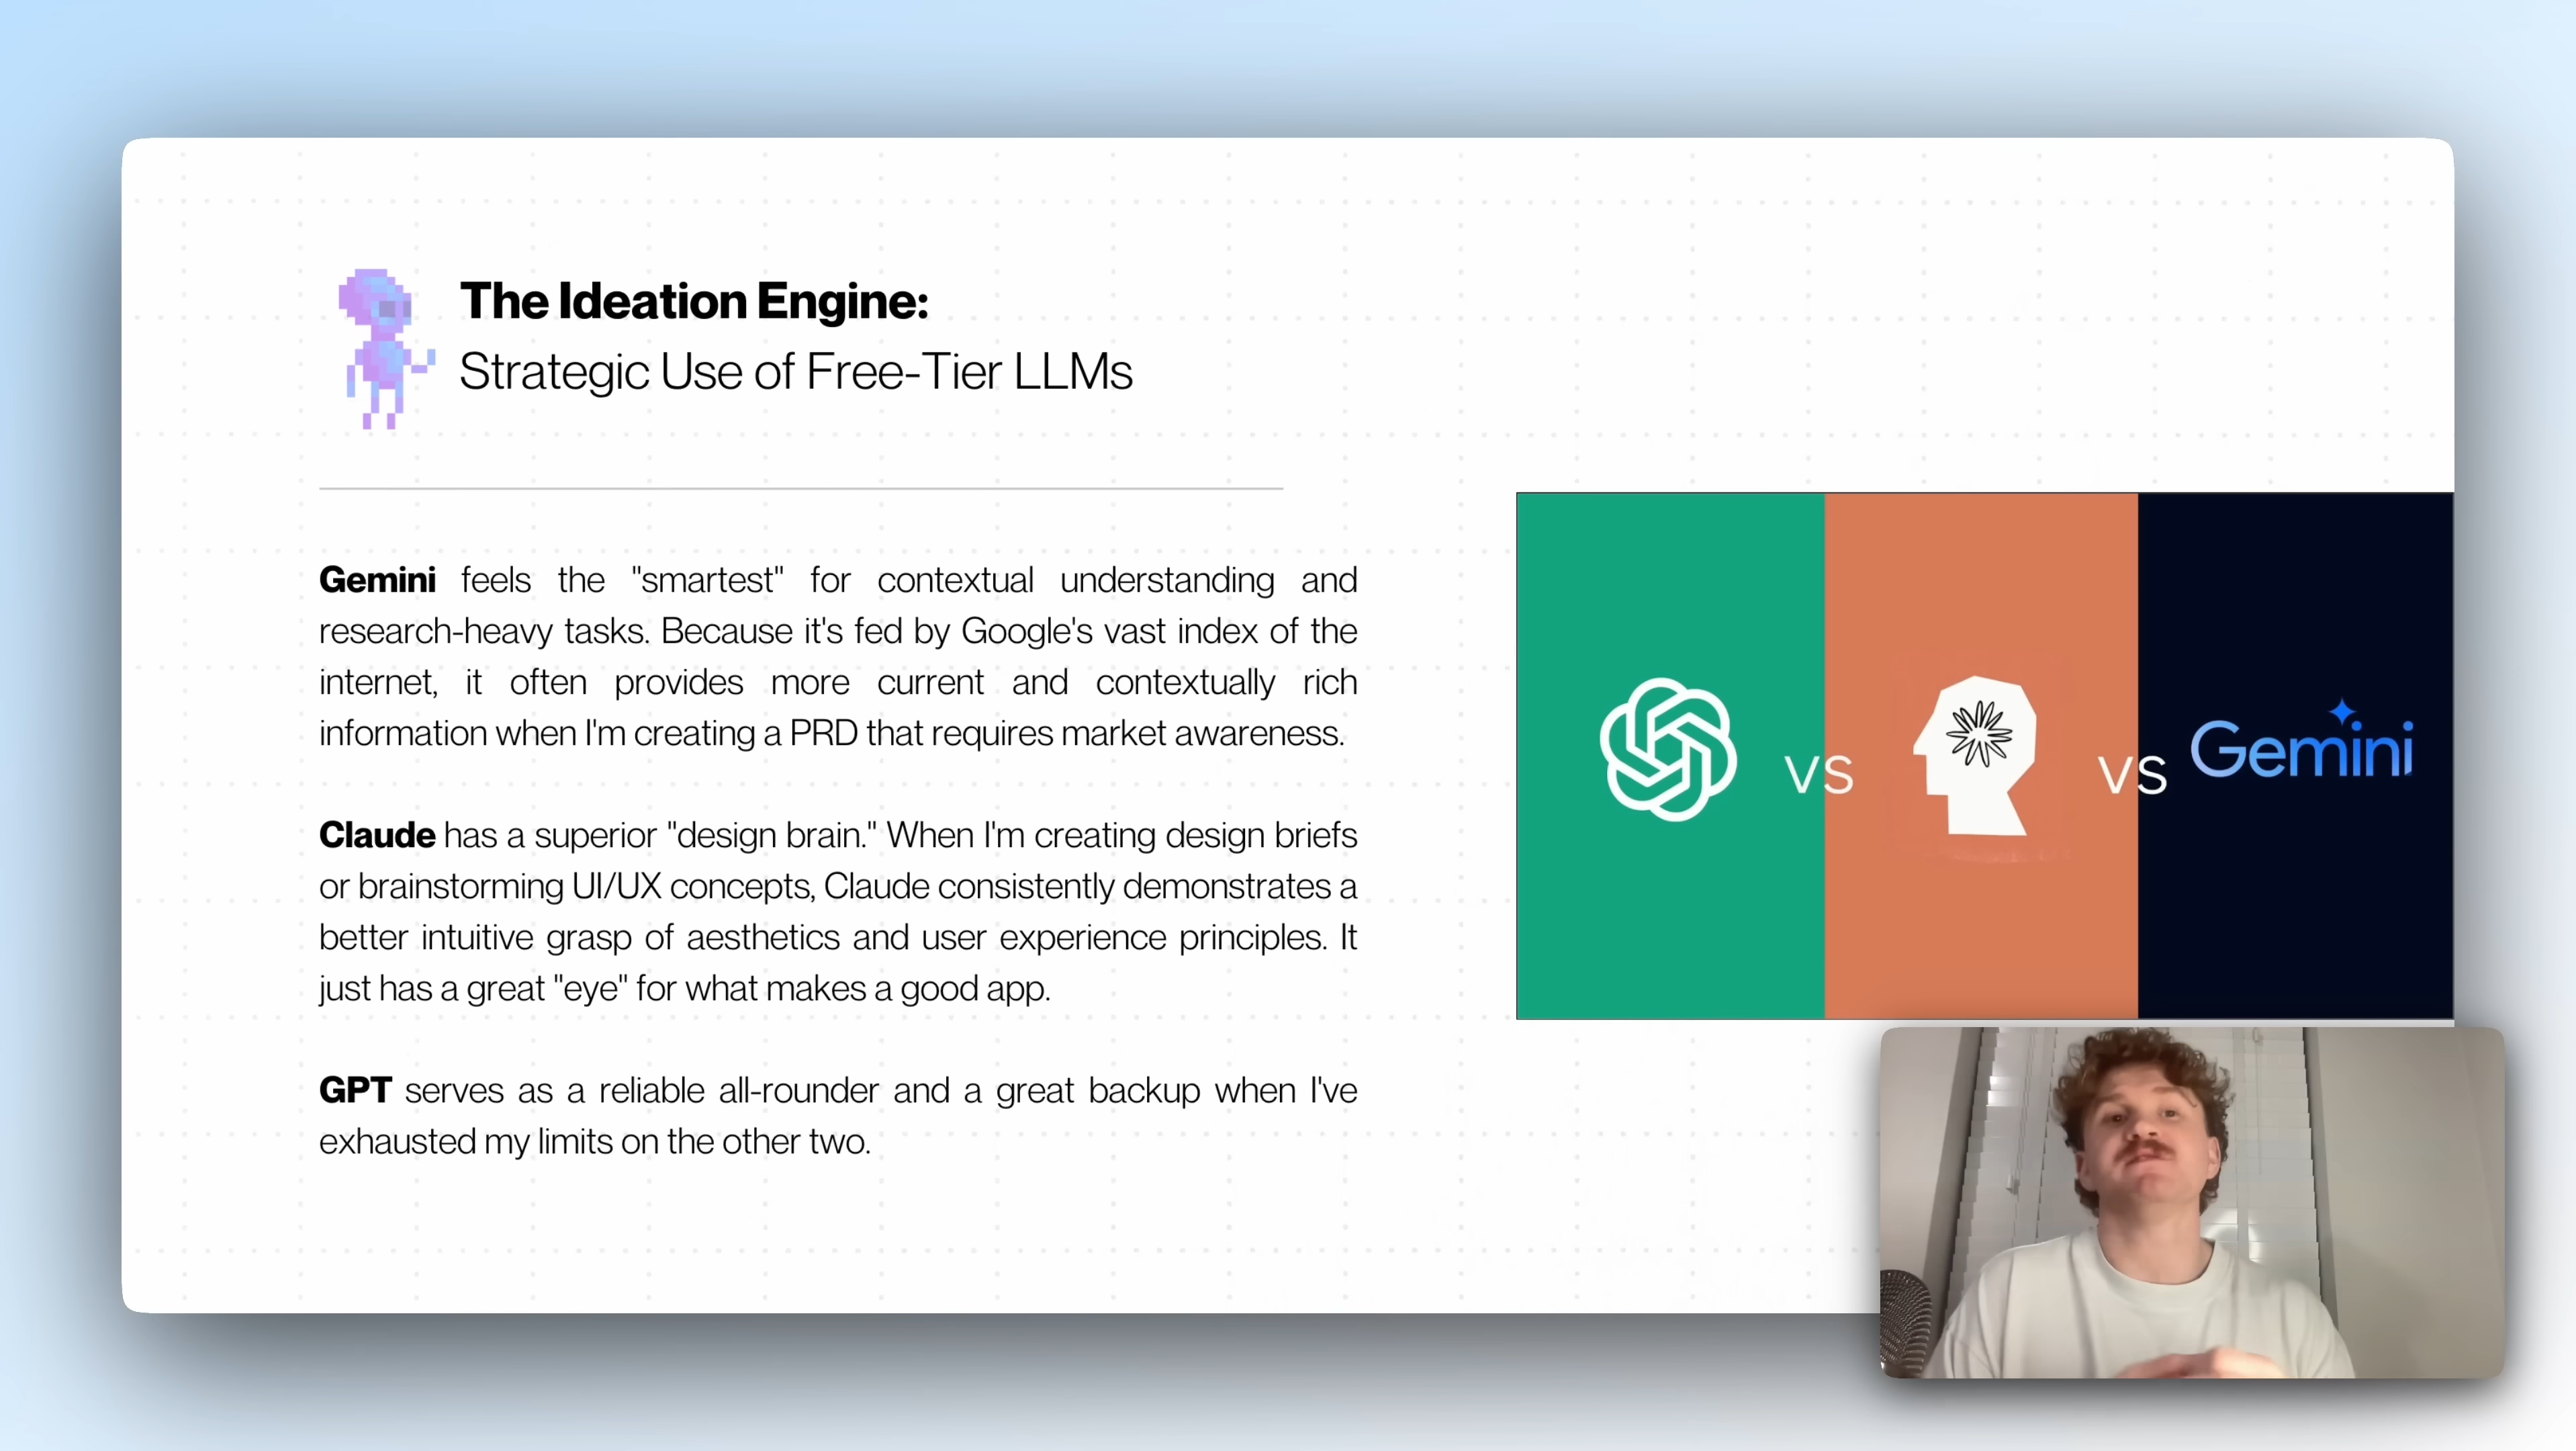 The Ideation Engine:
Strategic Use of Free-Tier LLMs
Gemini feels the "smartest" for contextual understanding and
research-heavy tasks. Because it's fed by Google's vast index of the
internet, it often provides more current and contextually rich
information when I'm creating a PRD that requires market awareness.
Claude has a superior "design brain." When I'm creating design briefs
or brainstorming UI/UX concepts, Claude consistently demonstrates a
better intuitive grasp of aesthetics and user experience principles. It
just has a great "eye" for what makes a good app.
GPT serves as a reliable all-rounder and a great backup when I've
exhausted my limits on the other two.
VS VS Gemini